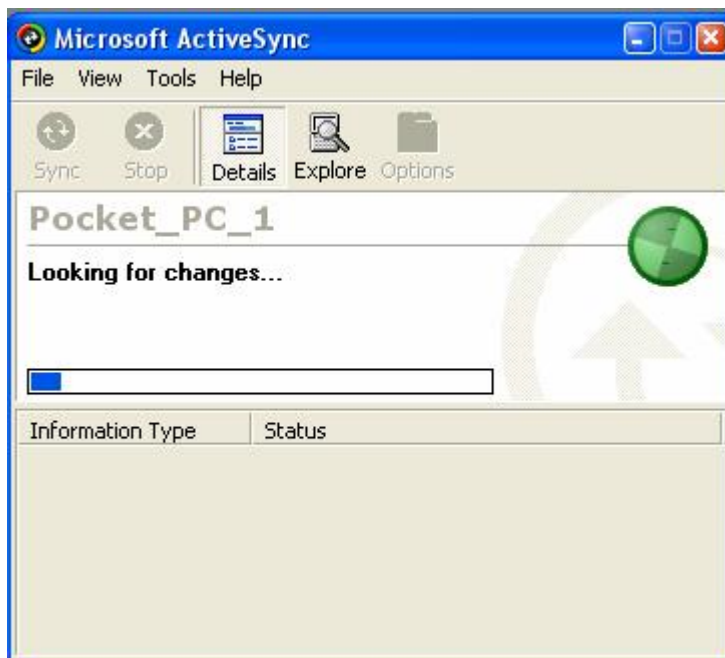 Microsoft ActiveSync
File View Tools Help
Sync Stop Details Explore Options
Pocket_PC_1
Looking for changes...
Information Type Status